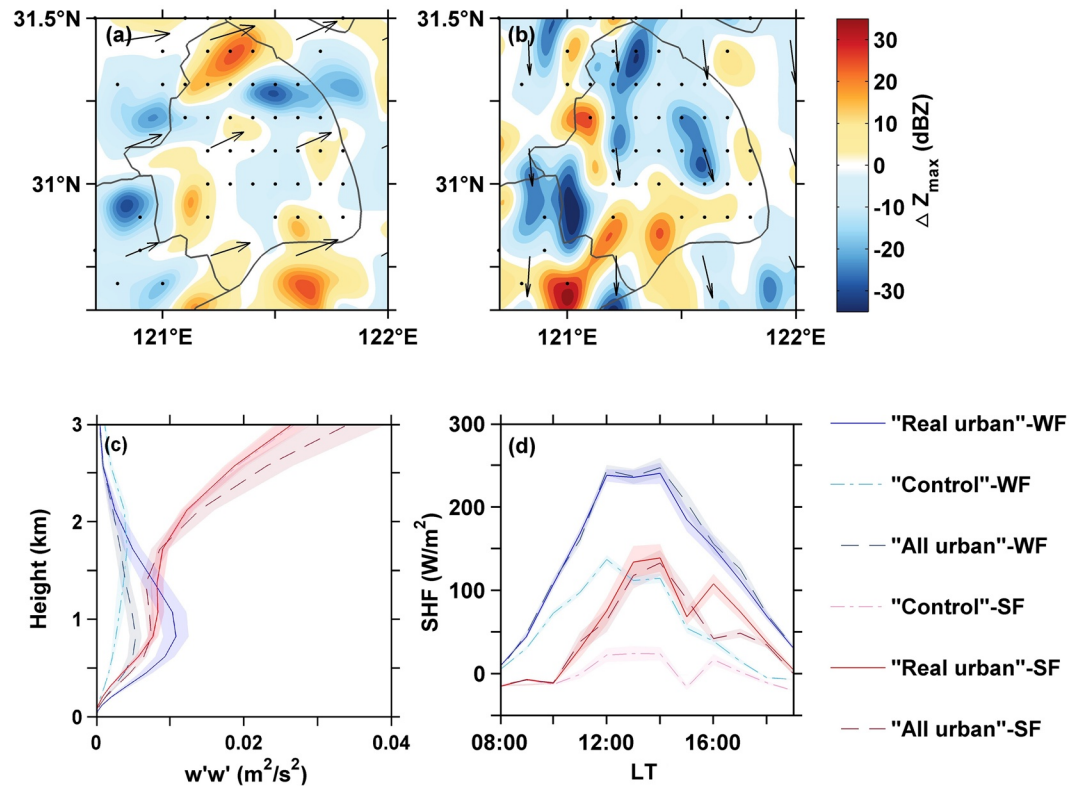 31.5°N
(a)
(b)
31°N
31°N
121°E
122°E
121°E
122°E
30
20
10
0
-10
-20
-30
△ Zmax (dBZ)
(c)
3
2
1
0
Height (km)
0
0.02
0.04
w'w' (m²/s²)
(d)
300
200
100
0
SHF (W/m²)
08:00
12:00
16:00
LT
"Real urban"-WF
"Control"-WF
"All urban"-WF
"Control"-SF
"Real urban"-SF
"All urban"-SF